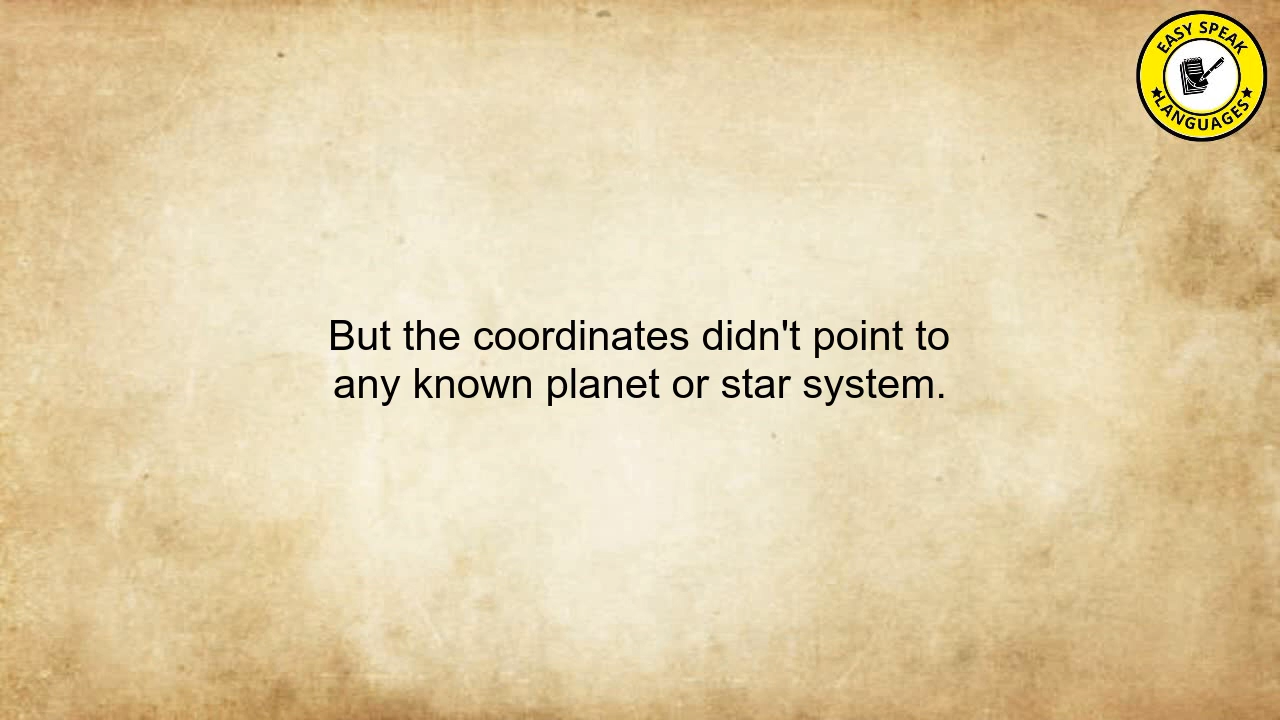 EASY SPEAK
LANGUAGES
But the coordinates didn't point to
any known planet or star system.